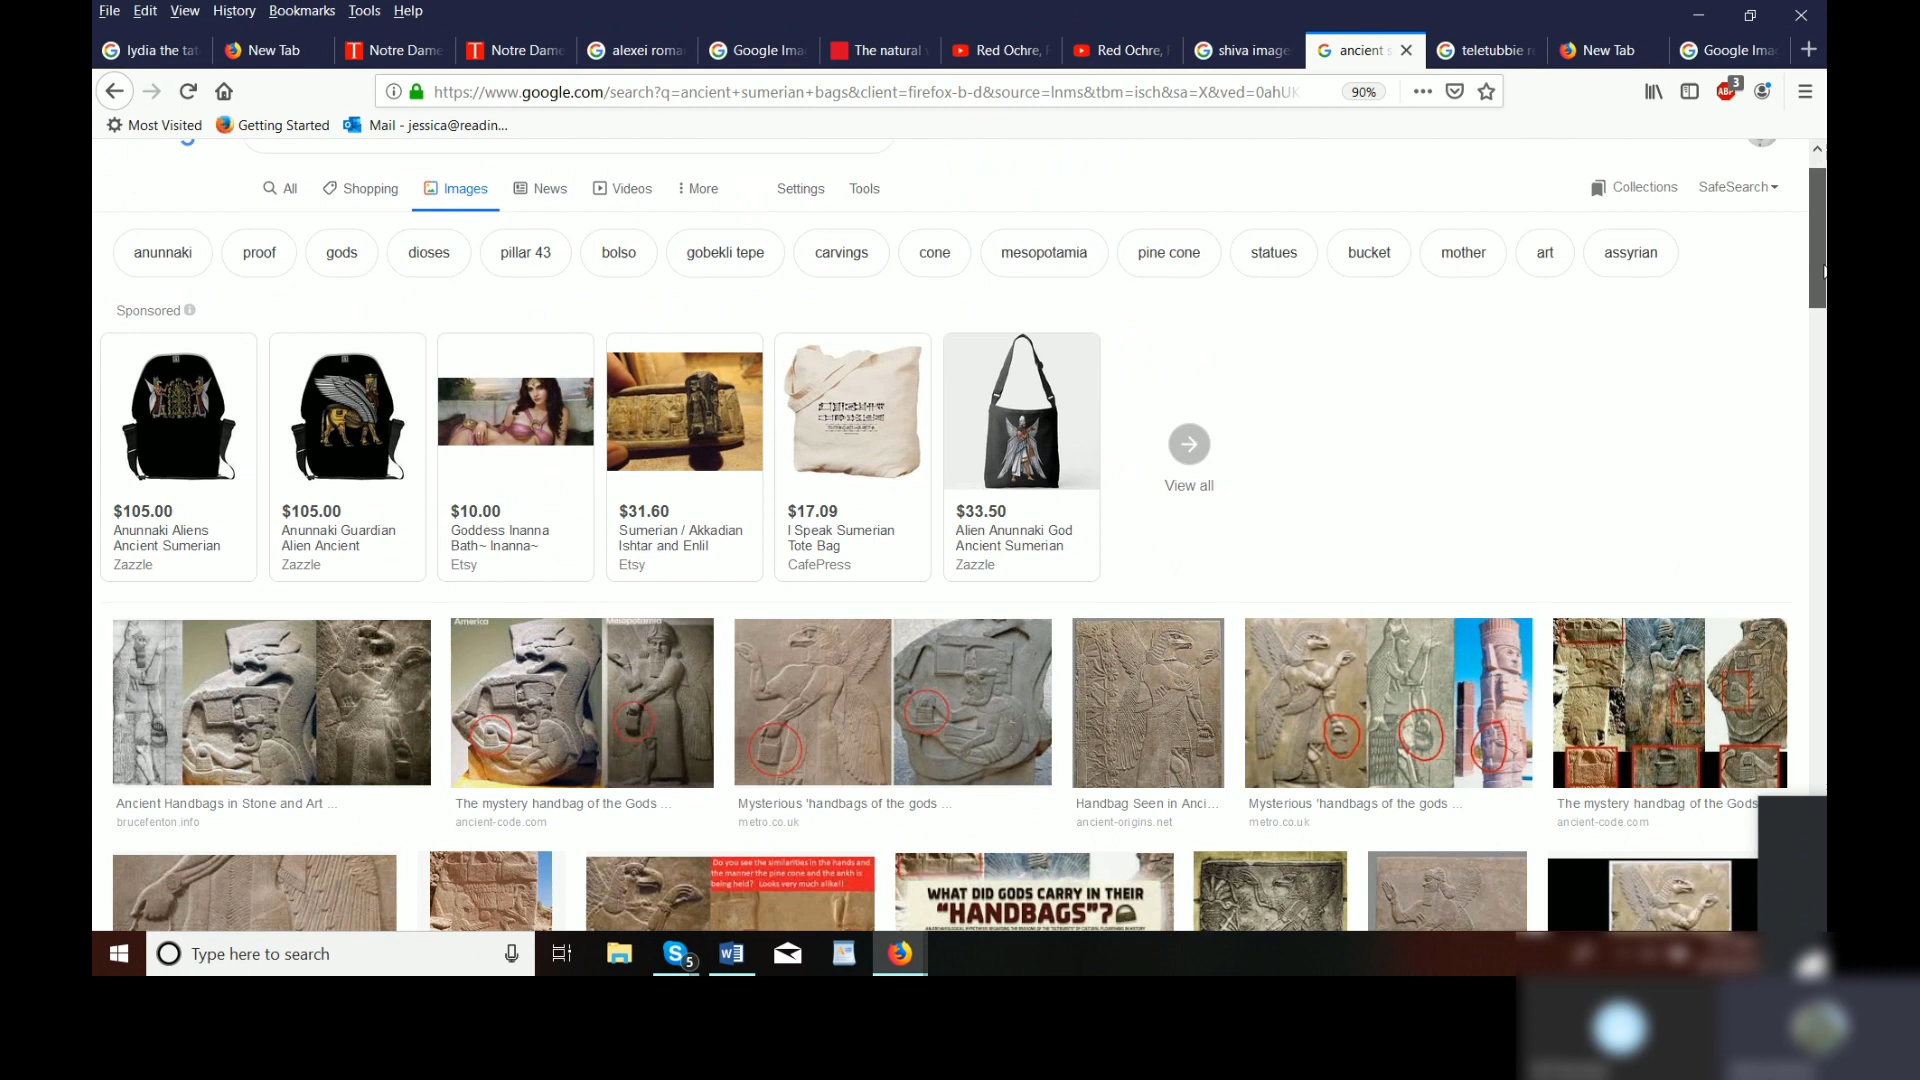 File Edit View History Bookmarks Tools Help
lydia the tat
New Tab
Notre Dame
Notre Dame
alexei roma
Google Ima
The natural
Red Ochre,
Red Ochre,
shiva image
ancient s
teletubbie r
New Tab
Google Ima
https://www.google.com/search?q=ancient+sumerian+bags&client=firefox-b-d&source=lnms&tbm=isch&sa=X&ved=0ahUK
90%
ABP
3
Most Visited Getting Started Mail - jessica@readin...
All Shopping Images News Videos More Settings Tools
Collections SafeSearch
anunnaki proof gods dioses pillar 43 bolso gobekli tepe carvings cone mesopotamia pine cone statues bucket mother art assyrian
Sponsored
$105.00
Anunnaki Aliens
Ancient Sumerian
Zazzle
$105.00
Anunnaki Guardian
Alien Ancient
Zazzle
$10.00
Goddess Inanna
Bath~ Inanna~
Etsy
$31.60
Sumerian / Akkadian
Ishtar and Enlil
Etsy
$17.09
I Speak Sumerian
Tote Bag
CafePress
$33.50
Alien Anunnaki God
Ancient Sumerian
Zazzle
View all
America
Mesopotamia
Ancient Handbags in Stone and Art ...
brucefenton.info
The mystery handbag of the Gods ...
ancient-code.com
Mysterious 'handbags of the gods ...
metro.co.uk
Handbag Seen in Anci...
ancient-origins.net
Mysterious 'handbags of the gods ...
metro.co.uk
The mystery handbag of the Gods
ancient-code.com
Do you see the similarities in the hands and
the manner the pine cone and the ankh is
being held? Looks very much alike!!
WHAT DID GODS CARRY IN THEIR
"HANDBAGS"?
Type here to search
5